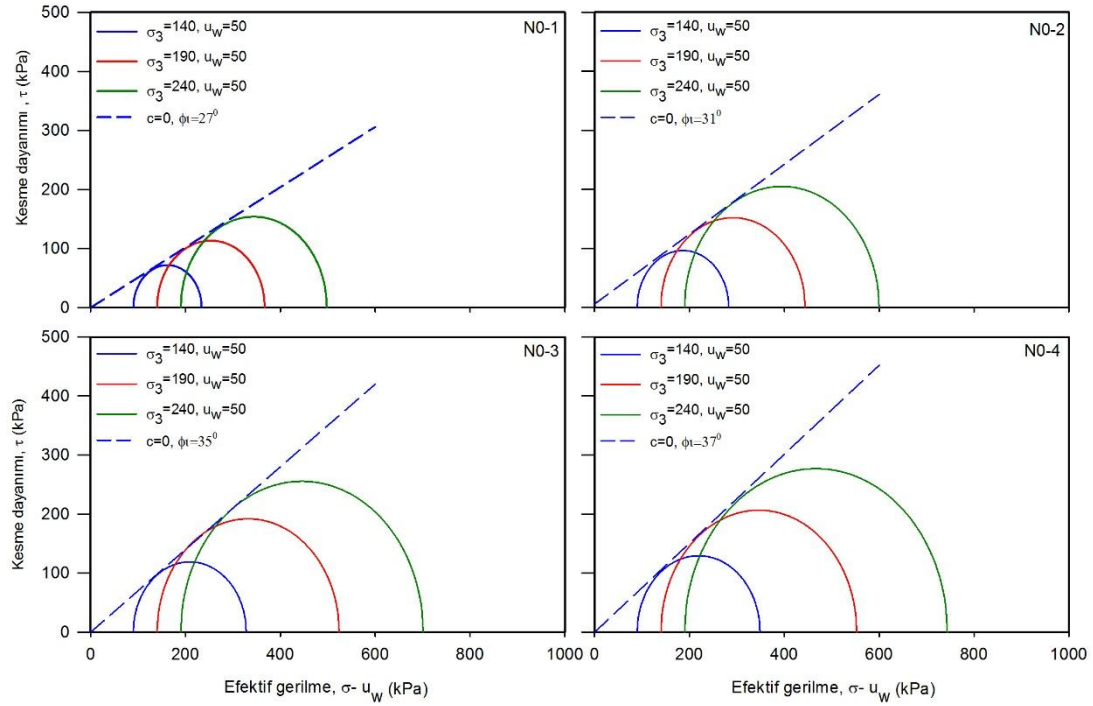 500
400
300
200
100
0
Kesme dayanımı , τ (kPa)
N0-1
σ3=140, uw=50
σ3=190, uw=50
σ3=240, uw=50
c=0, ϕı=27⁰
N0-2
σ3=140, uw=50
σ3=190, uw=50
σ3=240, uw=50
c=0, ϕı=31⁰
500
400
300
200
100
0
Kesme dayanımı, τ (kPa)
N0-3
σ3=140, uw=50
σ3=190, uw=50
σ3=240, uw=50
c=0, ϕı=35⁰
N0-4
σ3=140, uw=50
σ3=190, uw=50
σ3=240, uw=50
c=0, ϕı=37⁰
0 200 400 600 800 1000
0 200 400 600 800 1000
Efektif gerilme, σ- uw (kPa)
Efektif gerilme, σ- uw (kPa)